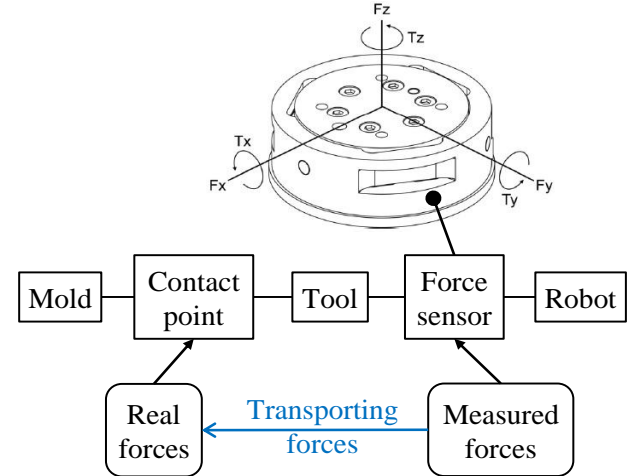 Fz
Tz
Tx
Fx
Ty
Fy
Mold
Contact
point
Tool
Force
sensor
Robot
Real
forces
Transporting
forces
Measured
forces